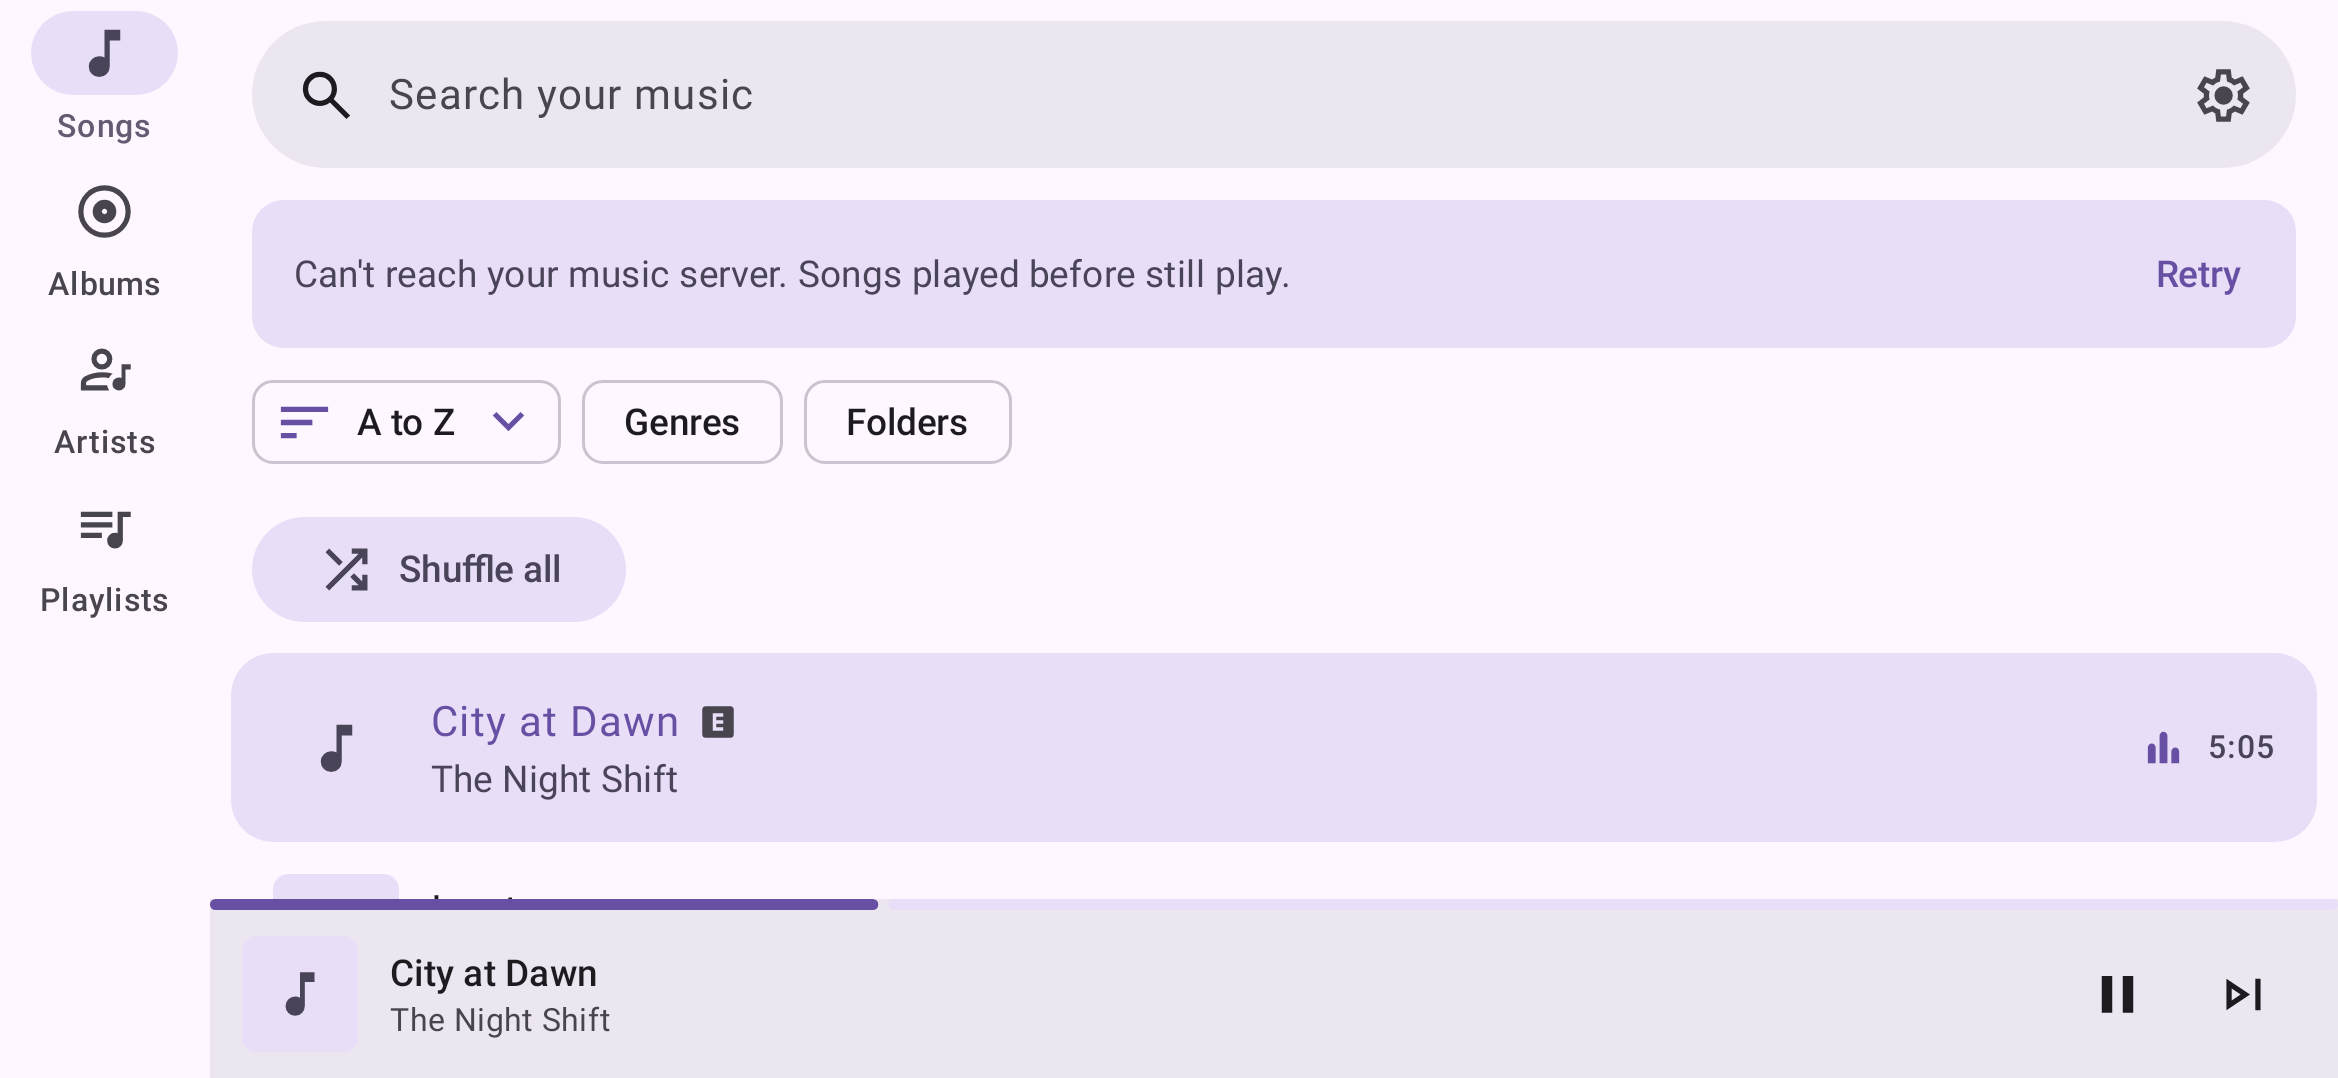 Songs
Albums
Artists
Playlists
Search your music
Can't reach your music server. Songs played before still play.
Retry
A to Z
Genres
Folders
Shuffle all
City at Dawn E
The Night Shift
5:05
City at Dawn
The Night Shift